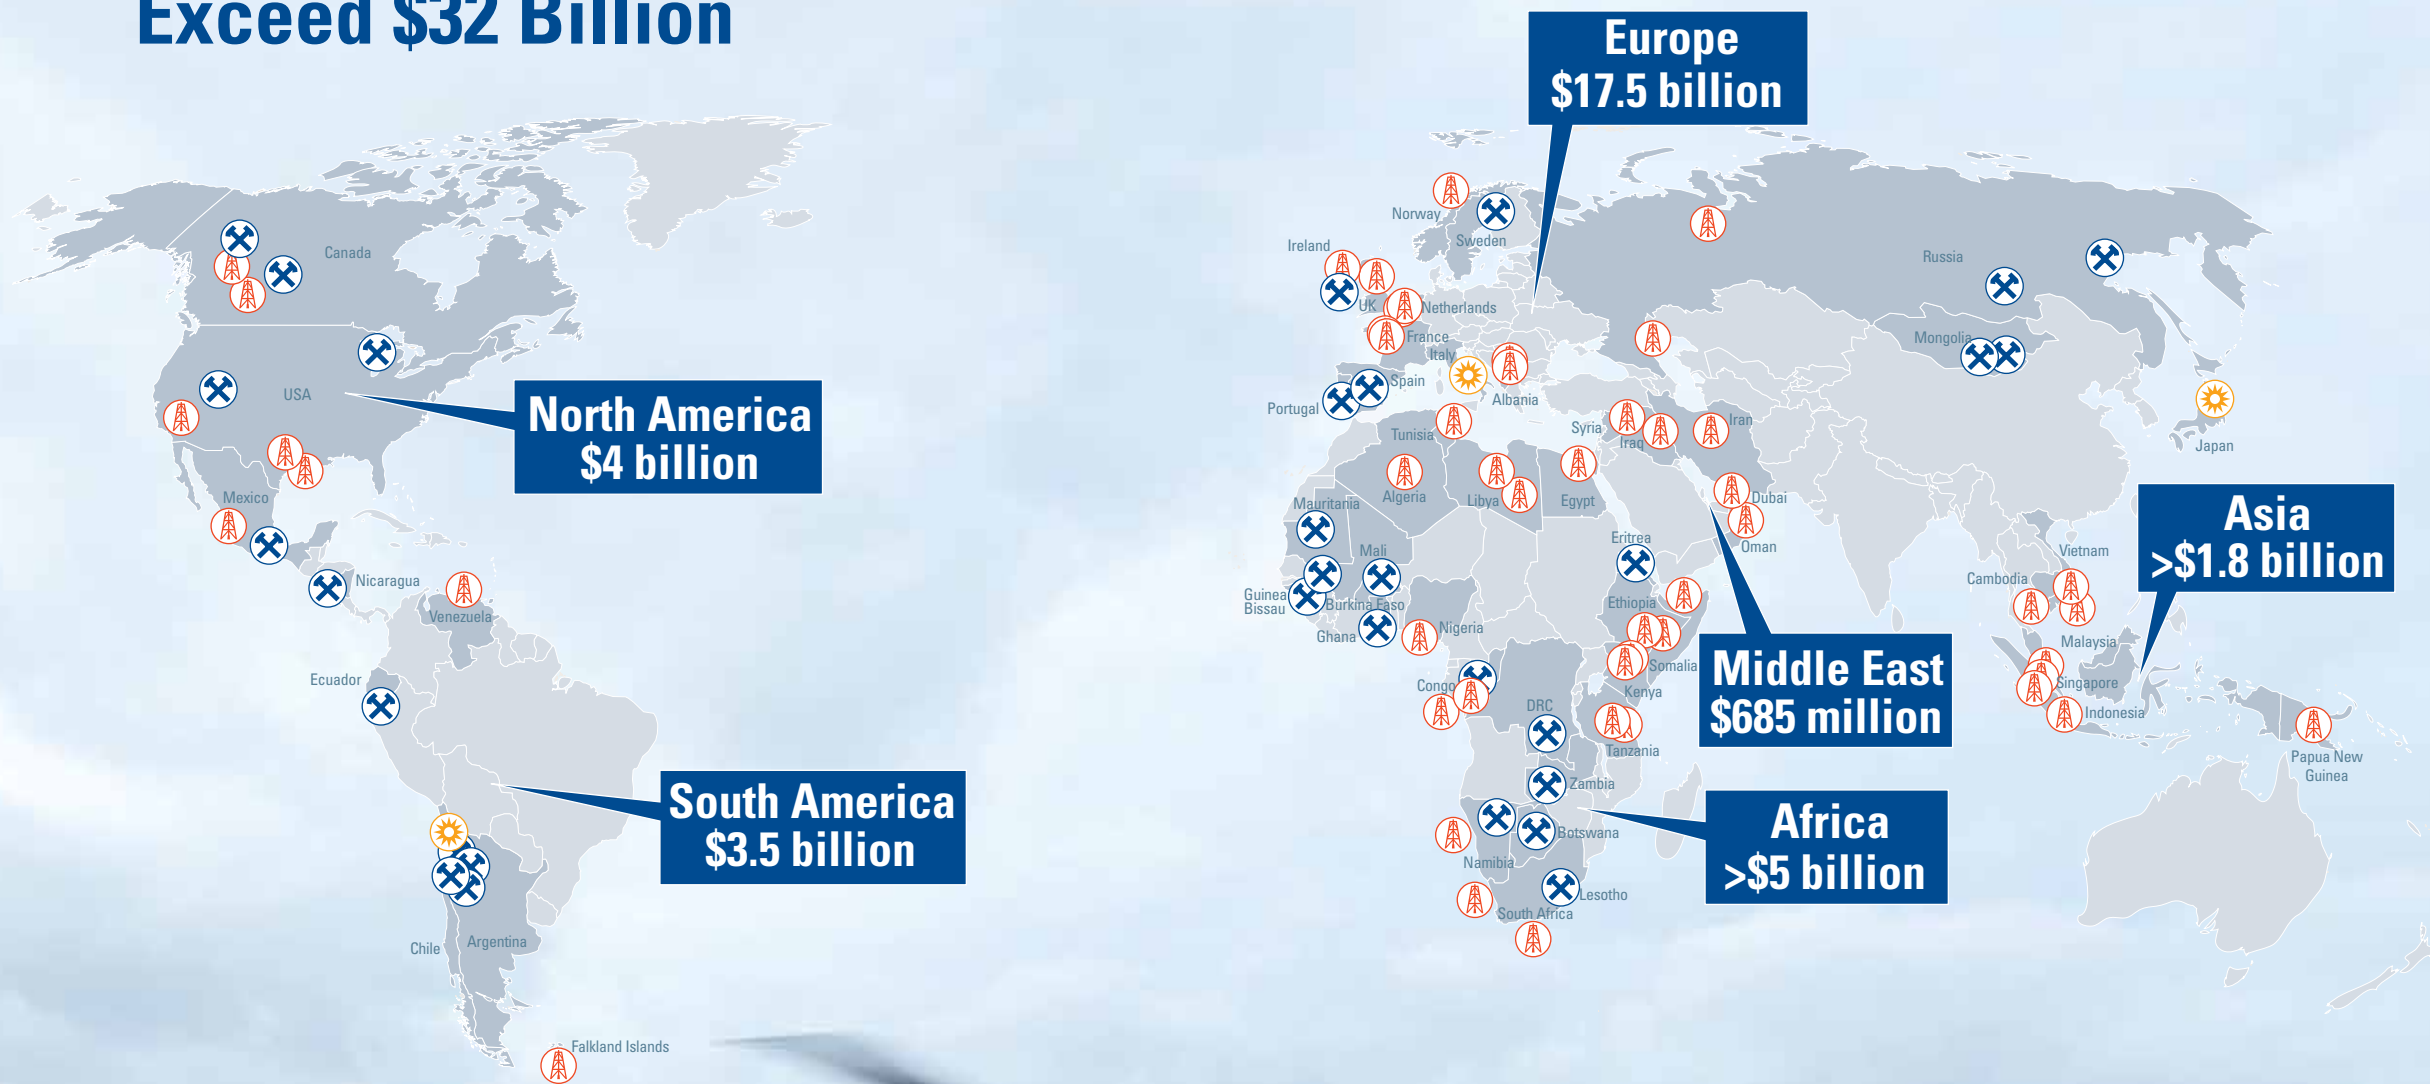 Exceed $32 Billion
Europe
$17.5 billion
Norway
Sweden
Ireland
UK
Netherlands
France
Italy
Spain
Portugal
Albania
Russia
Mongolia
Japan
Canada
USA
North America
$4 billion
Mexico
Nicaragua
Venezuela
Ecuador
South America
$3.5 billion
Chile
Argentina
Falkland Islands
Tunisia
Algeria
Libya
Egypt
Syria
Iraq
Iran
Dubai
Oman
Mauritania
Mali
Eritrea
Guinea
Bissau
Burkina Faso
Ghana
Nigeria
Ethiopia
Somalia
Kenya
Congo
DRC
Tanzania
Zambia
Botswana
Namibia
Lesotho
South Africa
Middle East
$685 million
Africa
>$5 billion
Asia
>$1.8 billion
Vietnam
Cambodia
Malaysia
Singapore
Indonesia
Papua New
Guinea